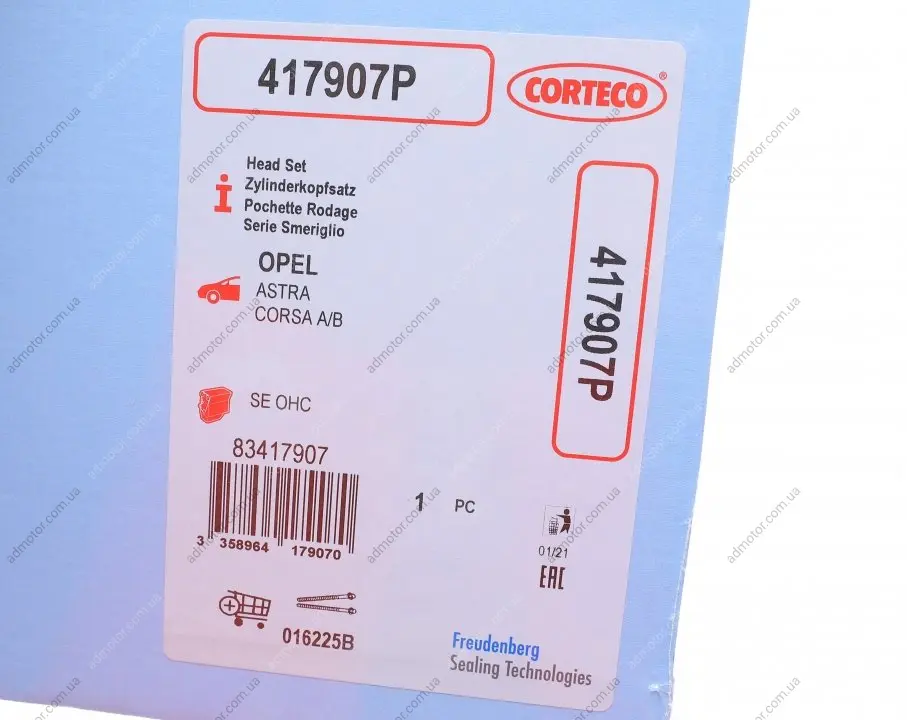 417907P
CORTECO®
Head Set
Zylinderkopfsatz
Pochette Rodage
Serie Smeriglio
OPEL
ASTRA
CORSA A/B
417907P
SE OHC
83417907
3 358964 179070
1 PC
01/21
EAC
016225B
Freudenberg
Sealing Technologies
admotor.com.ua